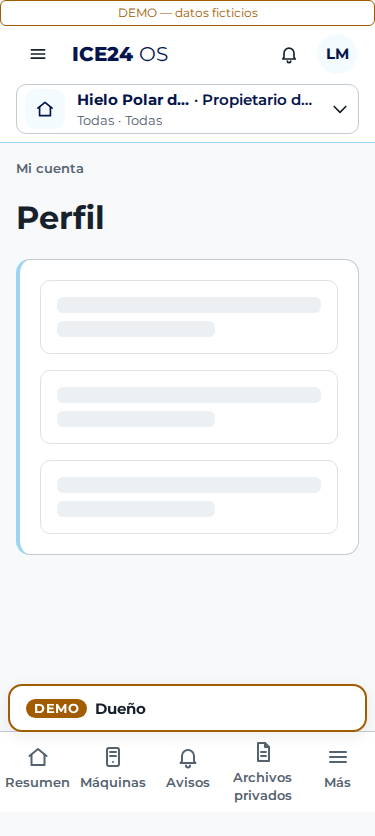 DEMO — datos ficticios
ICE24 OS
LM
Hielo Polar d... · Propietario d...
Todas · Todas
Mi cuenta
Perfil
DEMO Dueño
Resumen
Máquinas
Avisos
Archivos privados
Más